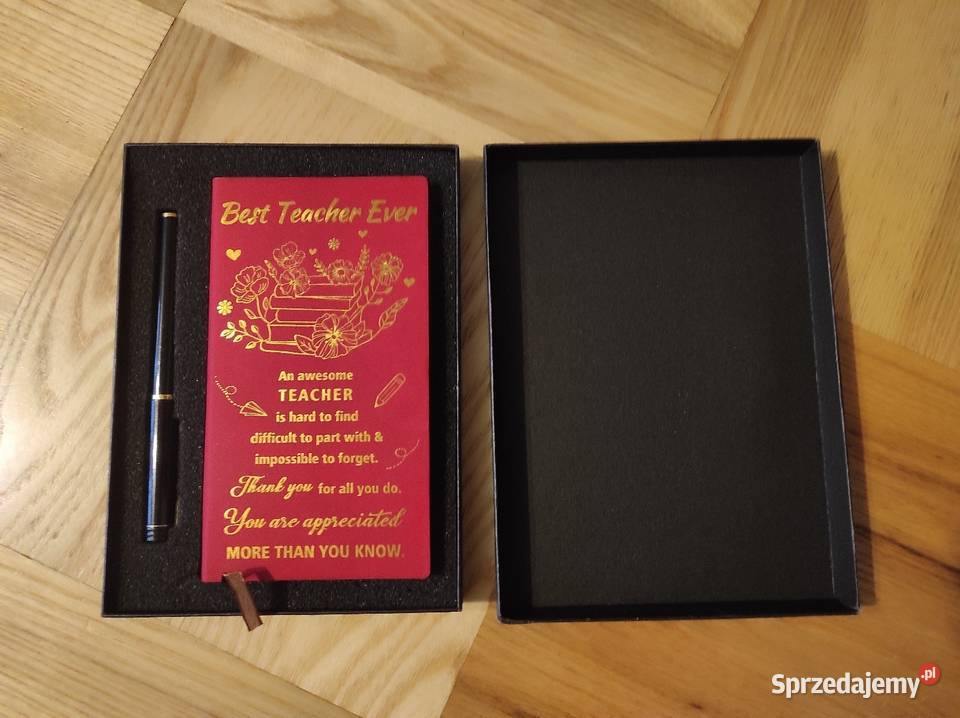 Best Teacher Ever
An awesome
TEACHER
is hard to find
difficult to part with &
impossible to forget.
Thank you for all you do.
You are appreciated
MORE THAN YOU KNOW.
Sprzedajemy.pl